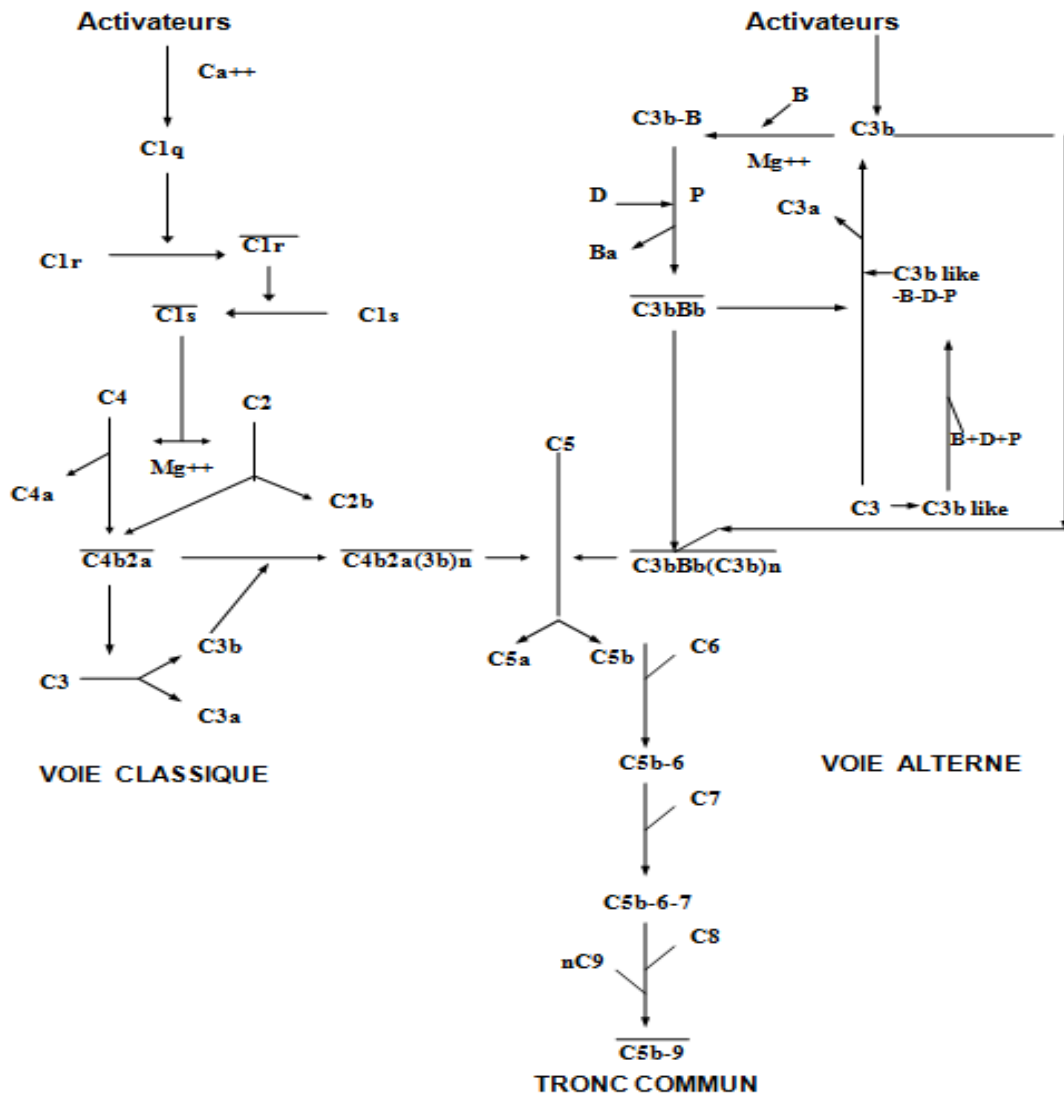 Activateurs
Ca++
C1q
C1r
C1r
C1s
C1s
C4
C2
Mg++
C4a
C2b
C4b2a
C4b2a(3b)n
C3b
C3
C3a
VOIE CLASSIQUE
Activateurs
B
C3b-B
C3b
Mg++
D
P
C3a
Ba
C3b like
-B-D-P
C3bBb
B+D+P
C3
C3b like
C5
C3bBb(C3b)n
C5a
C5b
C6
C5b-6
VOIE ALTERNE
C7
C5b-6-7
C8
nC9
C5b-9
TRONC COMMUN